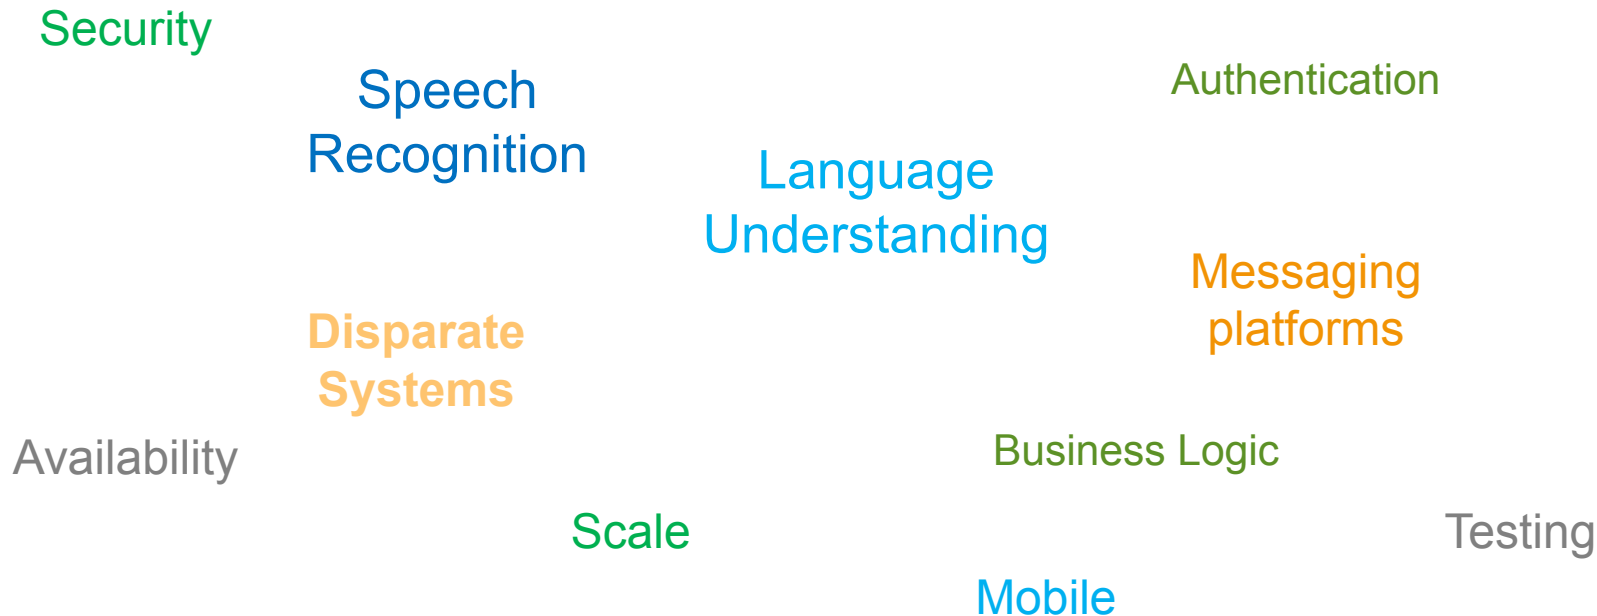 Security
Speech
Recognition
Authentication
Language
Understanding
Messaging
platforms
Disparate
Systems
Availability
Business Logic
Scale
Testing
Mobile